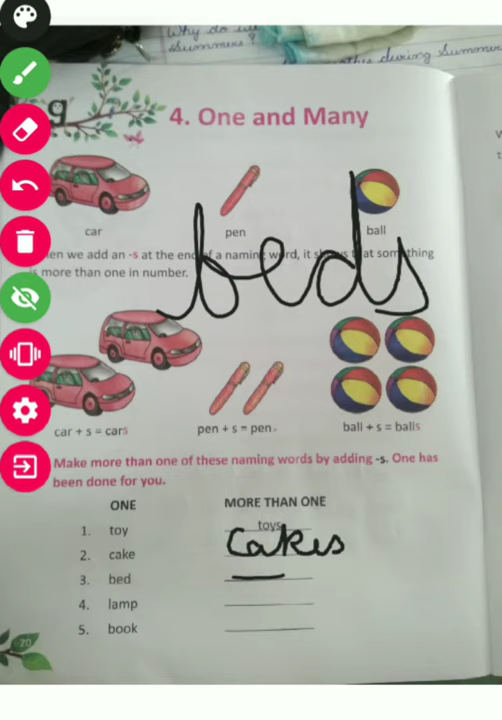 Why do we
Summers?
during Summer
4. One and Many
car
pen
ball
beds
en we add an -s at the end of a naming word, it shows that something
is more than one in number.
car + s = cars
pen + s = pen
ball + s = balls
Make more than one of these naming words by adding -s. One has
been done for you.
ONE MORE THAN ONE
1. toy toys
2. cake cakes
3. bed
4. lamp
5. book
20